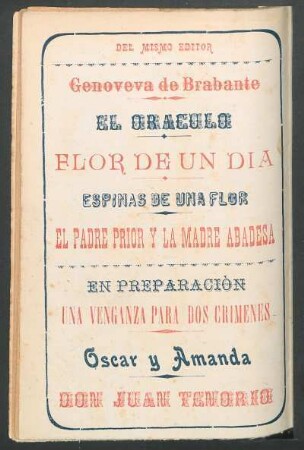 DEL MISMO EDITOR
Genoveva de Brabante
EL ORACULO
FLOR DE UN DIA
ESPINAS DE UNA FLOR
EL PADRE PRIOR Y LA MADRE ABADESA
EN PREPARACIÒN
UNA VENGANZA PARA DOS CRIMENES
Oscar y Amanda
DON JUAN TENORIO